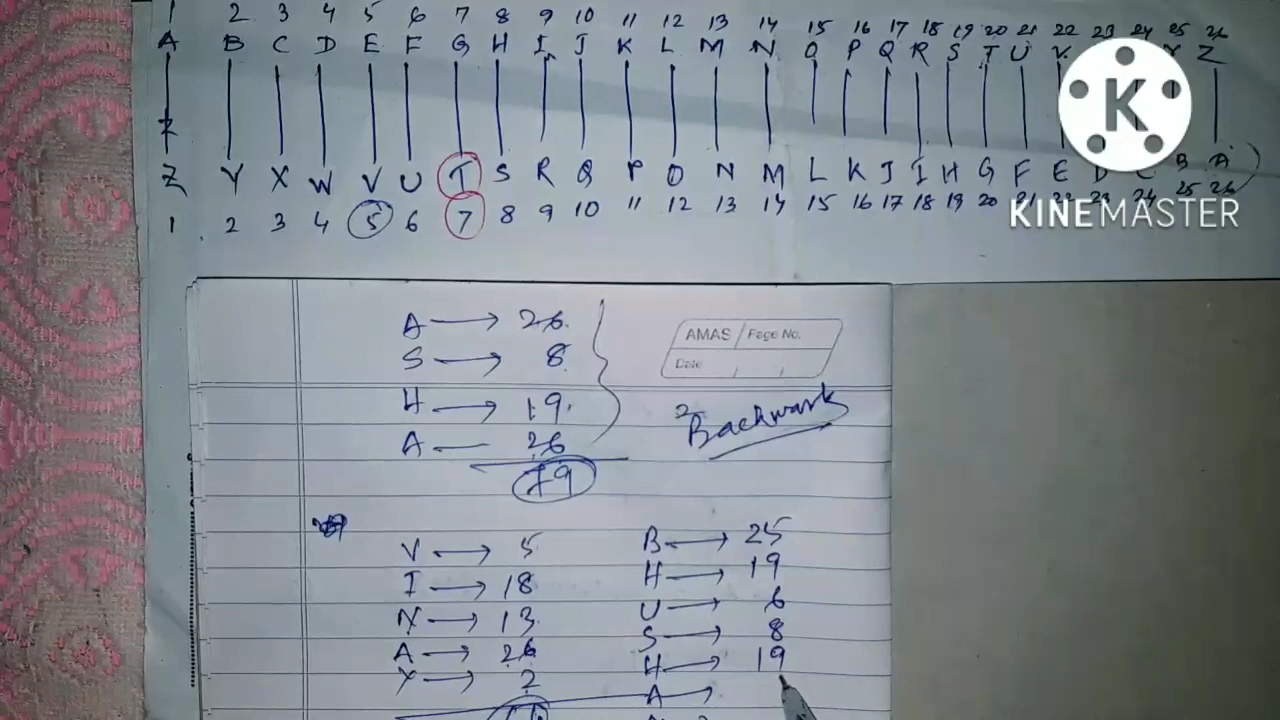 1 2 3 4 5 6 7 8 9 10 11 12 13 14 15 16 17 18 19 20 21 22 23 24 25 26
A B C D E F G H I J K L M N O P Q R S T U V Z
Z
Z Y X W V U T S R Q P O N M L K J I H G F E D C B A
1 2 3 4 5 6 7 8 9 10 11 12 13 14 15 16 17 18 19 20 21 22 23 24 25 26
K
KINEMASTER
A → 26
S → 8
H → 19
A — 26
79
AMAS / Page No.
Date / /
2 Backwark
V → 5
I → 18
N → 13
A → 26
Y → 2
B → 25
H → 19
U → 6
S → 8
H → 19
A →